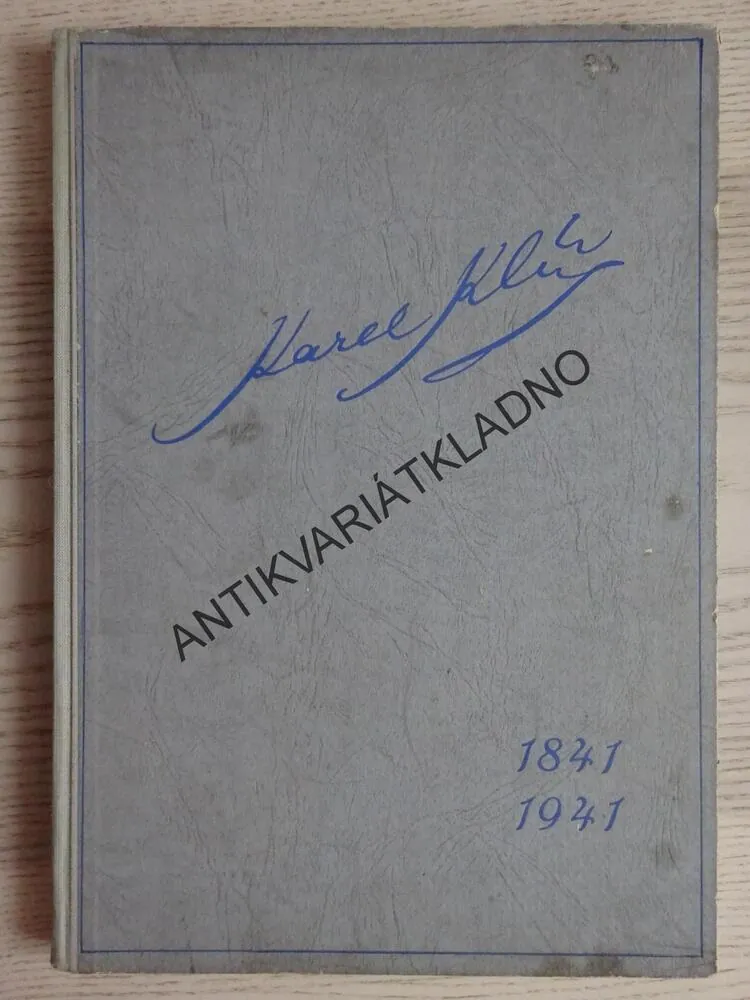 Karel Klíč
ANTIKVARIÁTKLADNO
1841
1941